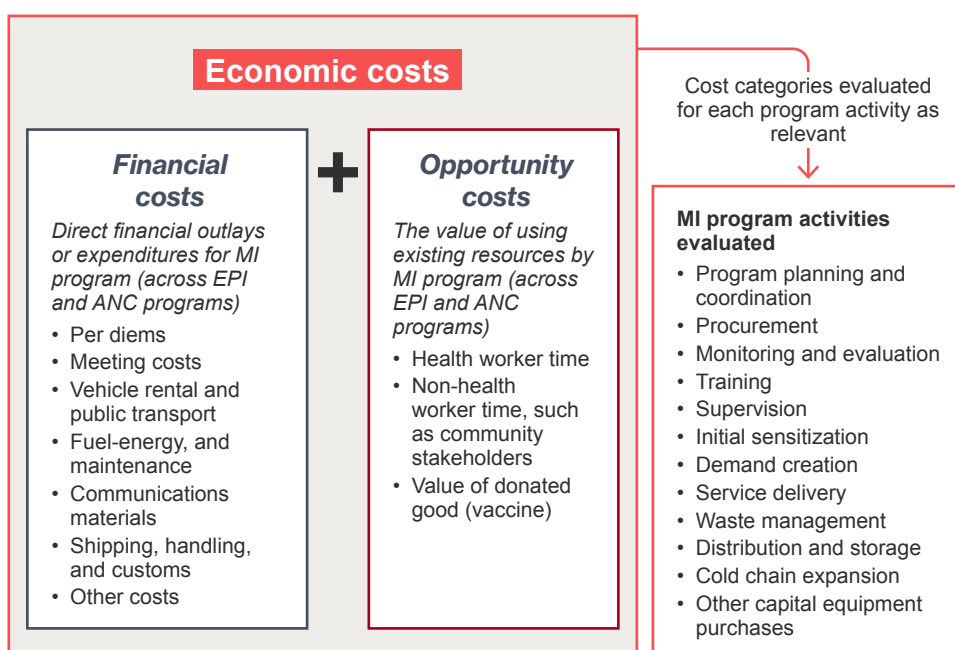 Economic costs
Financial
costs
Direct financial outlays
or expenditures for MI
program (across EPI
and ANC programs)
• Per diems
• Meeting costs
• Vehicle rental and
public transport
• Fuel-energy, and
maintenance
• Communications
materials
• Shipping, handling,
and customs
• Other costs
+
Opportunity
costs
The value of using
existing resources by
MI program (across
EPI and ANC
programs)
• Health worker time
• Non-health
worker time, such
as community
stakeholders
• Value of donated
good (vaccine)
Cost categories evaluated
for each program activity as
relevant
MI program activities
evaluated
• Program planning and
coordination
• Procurement
• Monitoring and evaluation
• Training
• Supervision
• Initial sensitization
• Demand creation
• Service delivery
• Waste management
• Distribution and storage
• Cold chain expansion
• Other capital equipment
purchases